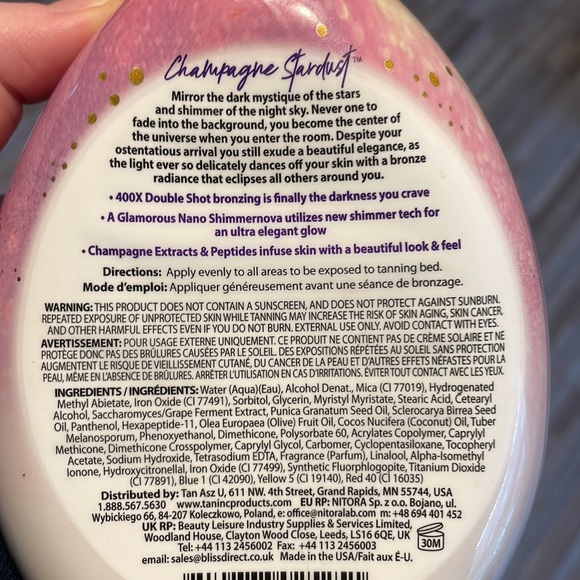 Champagne Stardust™
Mirror the dark mystique of the stars
and shimmer of the night sky. Never one to
fade into the background, you become the center of
the universe when you enter the room. Despite your
ostentatious arrival you still exude a beautiful elegance, as
the light ever so delicately dances off your skin with a bronze
radiance that eclipses all others around you.
• 400X Double Shot bronzing is finally the darkness you crave
• A Glamorous Nano Shimmernova utilizes new shimmer tech for
an ultra elegant glow
• Champagne Extracts & Peptides infuse skin with a beautiful look & feel
Directions: Apply evenly to all areas to be exposed to tanning bed.
Mode d'emploi: Appliquer généreusement avant une séance de bronzage.
WARNING: THIS PRODUCT DOES NOT CONTAIN A SUNSCREEN, AND DOES NOT PROTECT AGAINST SUNBURN.
REPEATED EXPOSURE OF UNPROTECTED SKIN WHILE TANNING MAY INCREASE THE RISK OF SKIN AGING, SKIN CANCER,
AND OTHER HARMFUL EFFECTS EVEN IF YOU DO NOT BURN. EXTERNAL USE ONLY. AVOID CONTACT WITH EYES.
AVERTISSEMENT: POUR USAGE EXTERNE UNIQUEMENT. CE PRODUIT NE CONTIENT PAS DE CRÈME SOLAIRE ET NE
PROTÈGE DONC PAS DES BRÛLURES CAUSÉES PAR LE SOLEIL. DES EXPOSITIONS RÉPÉTÉES AU SOLEIL SANS PROTECTION
AUGMENTENT LE RISQUE DE VIEILLISSEMENT CUTANÉ, DU CANCER DE LA PEAU ET D'AUTRES EFFETS NÉFASTES POUR LA
PEAU, MÊME EN L'ABSENCE DE BRÛLURES. ARRÊTER L'UTILISATION EN CAS D'IRRITATIONS. ÉVITER TOUT CONTACT AVEC LES YEUX.
INGREDIENTS / INGRÉDIENTS: Water (Aqua)(Eau), Alcohol Denat., Mica (CI 77019), Hydrogenated
Methyl Abietate, Iron Oxide (CI 77491), Sorbitol, Glycerin, Myristyl Myristate, Stearic Acid, Cetearyl
Alcohol, Saccharomyces/Grape Ferment Extract, Punica Granatum Seed Oil, Sclerocarya Birrea Seed
Oil, Panthenol, Hexapeptide-11, Olea Europaea (Olive) Fruit Oil, Cocos Nucifera (Coconut) Oil, Tuber
Melanosporum, Phenoxyethanol, Dimethicone, Polysorbate 60, Acrylates Copolymer, Caprylyl
Methicone, Dimethicone Crosspolymer, Caprylyl Glycol, Carbomer, Cyclopentasiloxane, Tocopheryl
Acetate, Sodium Hydroxide, Tetrasodium EDTA, Fragrance (Parfum), Linalool, Alpha-Isomethyl
Ionone, Hydroxycitronellal, Iron Oxide (CI 77499), Synthetic Fluorphlogopite, Titanium Dioxide
(CI 77891), Blue 1 (CI 42090), Yellow 5 (CI 19140), Red 40 (CI 16035)
Distributed by: Tan Asz U, 611 NW. 4th Street, Grand Rapids, MN 55744, USA
1.888.567.5630 www.tanincproducts.com EU RP: NITORA Sp. z o.o. Bojano, ul.
Wybickiego 66, 84-207 Koleczkowo, Poland, e: office@nitoralab.com m: +48 694 401 452
UK RP: Beauty Leisure Industry Supplies & Services Limited,
Woodland House, Clayton Wood Close, Leeds, LS16 6QE, UK
Tel: +44 113 2456002 Fax: +44 113 2456003
email: sales@blissdirect.co.uk Made in the USA/Fait aux É.-U.
30M